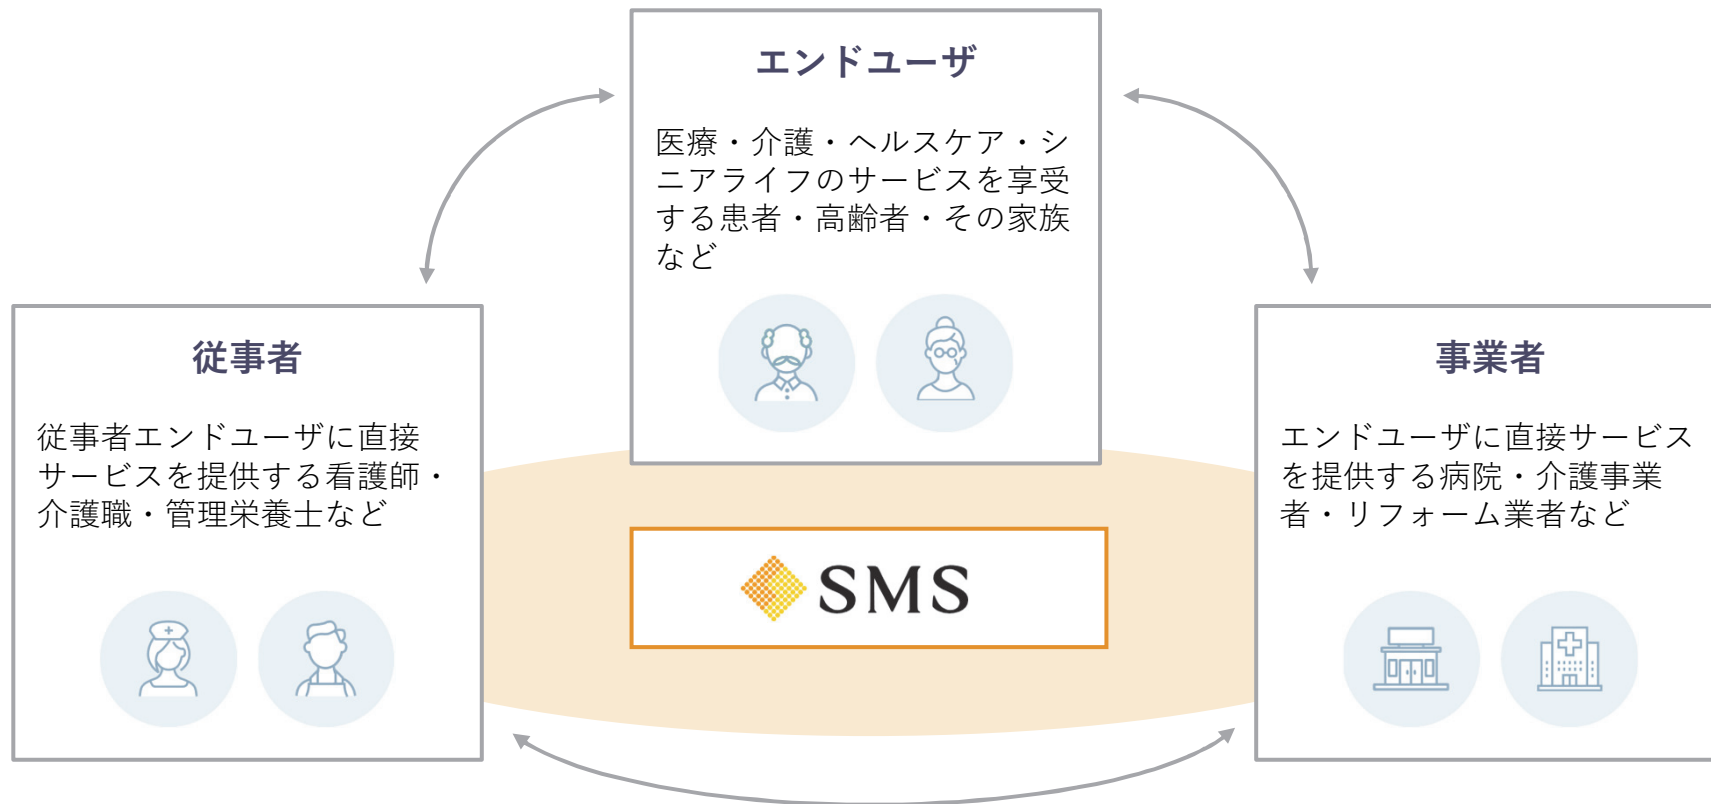 エンドユーザ
医療・介護・ヘルスケア・シ
ニアライフのサービスを享受
する患者・高齢者・その家族
など
従事者
従事者エンドユーザに直接
サービスを提供する看護師・
介護職・管理栄養士など
事業者
エンドユーザに直接サービス
を提供する病院・介護事業
者・リフォーム業者など
SMS